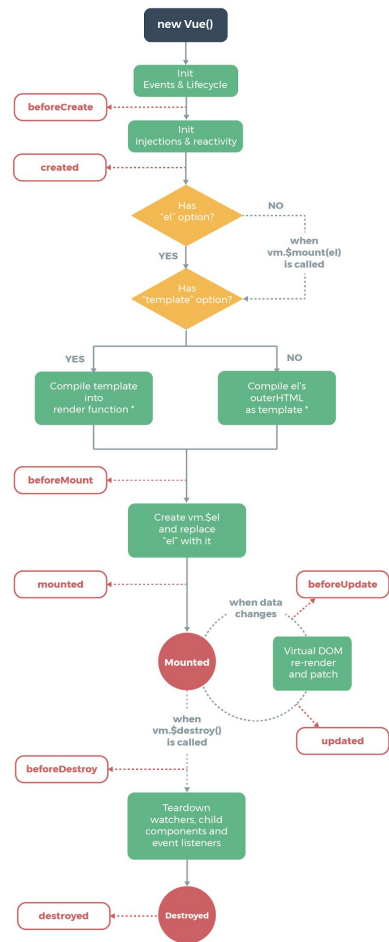 new Vue()
Init
Events & Lifecycle
beforeCreate
Init
injections & reactivity
created
Has
"el" option?
NO
YES
when
vm.$mount(el)
is called
Has
"template" option?
YES
NO
Compile template
into
render function *
Compile el's
outerHTML
as template *
beforeMount
Create vm.$el
and replace
"el" with it
mounted
beforeUpdate
when data
changes
Mounted
Virtual DOM
re-render
and patch
when
vm.$destroy()
is called
updated
beforeDestroy
Teardown
watchers, child
components and
event listeners
destroyed
Destroyed